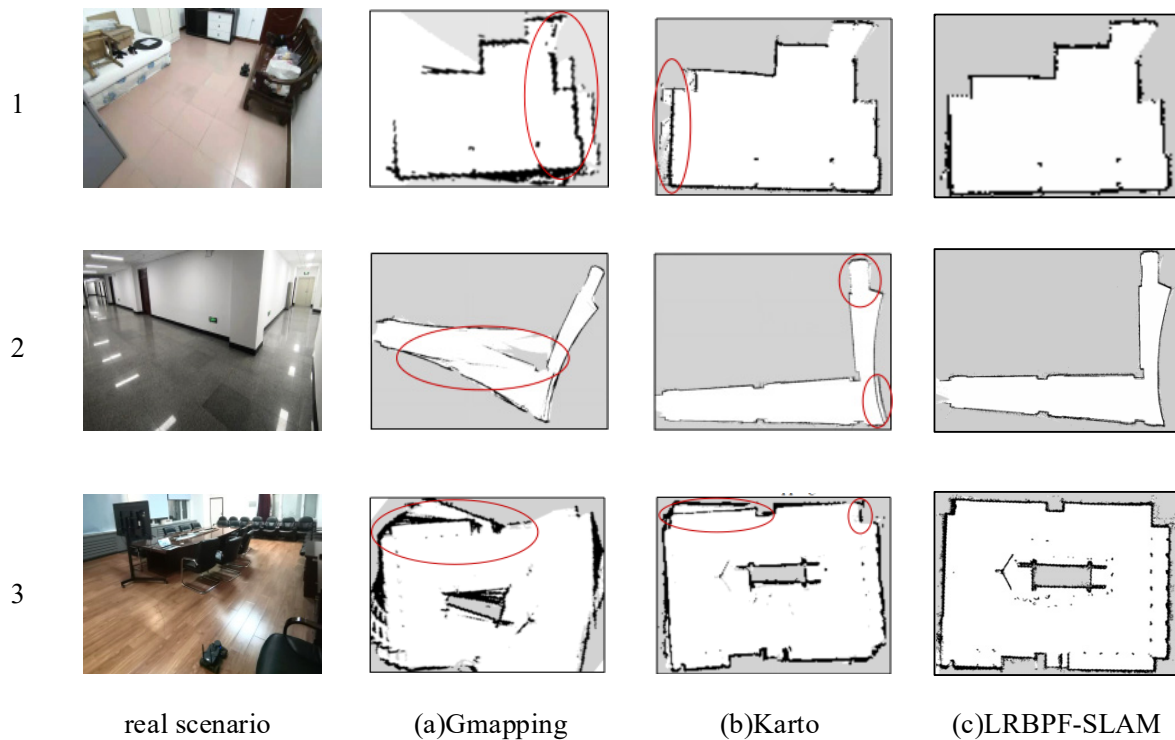 1
2
3
real scenario
(a)Gmapping
(b)Karto
(c)LRBPF-SLAM